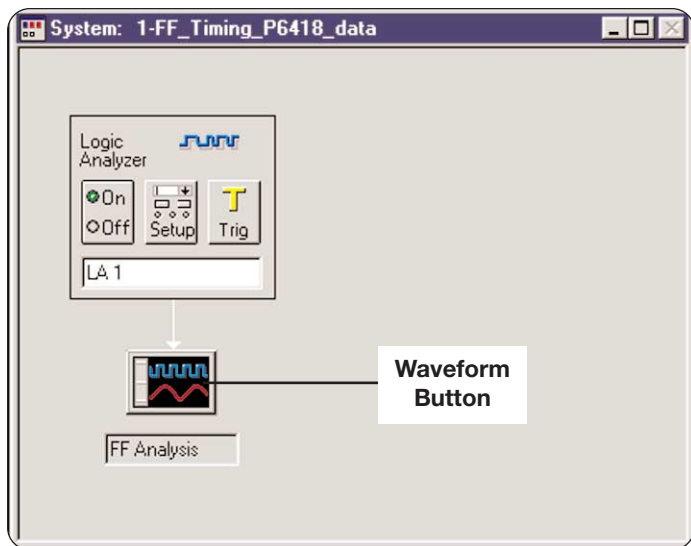 System: 1-FF_Timing_P6418_data
Logic
Analyzer
On
Off
Setup
Trig
LA 1
Waveform
Button
FF Analysis